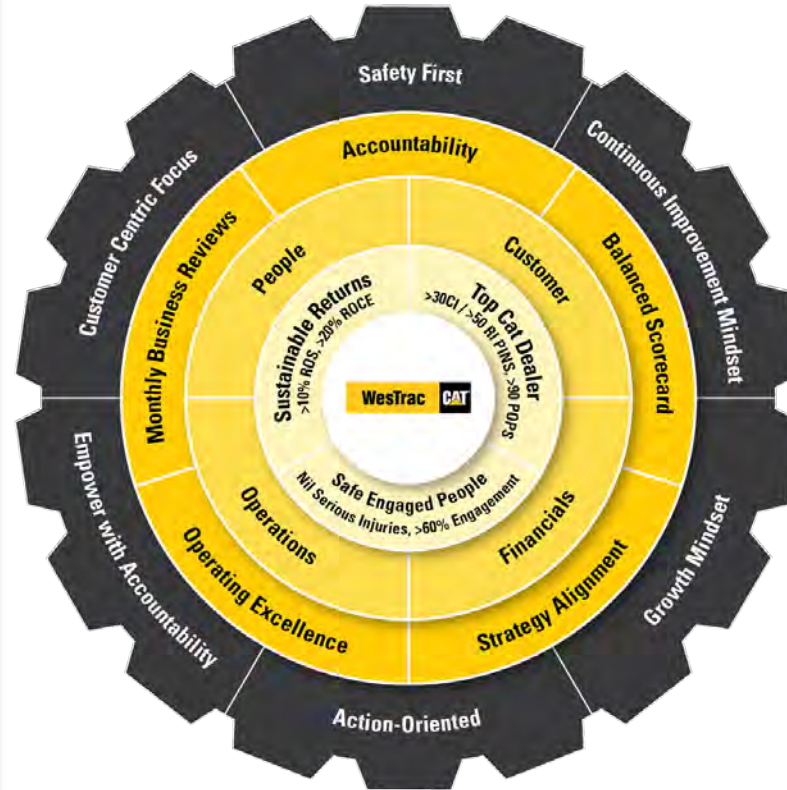 Safety First
Continuous Improvement Mindset
Growth Mindset
Action-Oriented
Empower with Accountability
Customer Centric Focus
Accountability
Balanced Scorecard
Strategy Alignment
Operating Excellence
Monthly Business Reviews
People
Customer
Financials
Operations
Sustainable Returns
>10% ROS, >20% ROCE
Top Cat Dealer
>30CI / >50 RI PINS, >90 POPS
Safe Engaged People
Nil Serious Injuries, >60% Engagement
WesTrac CAT